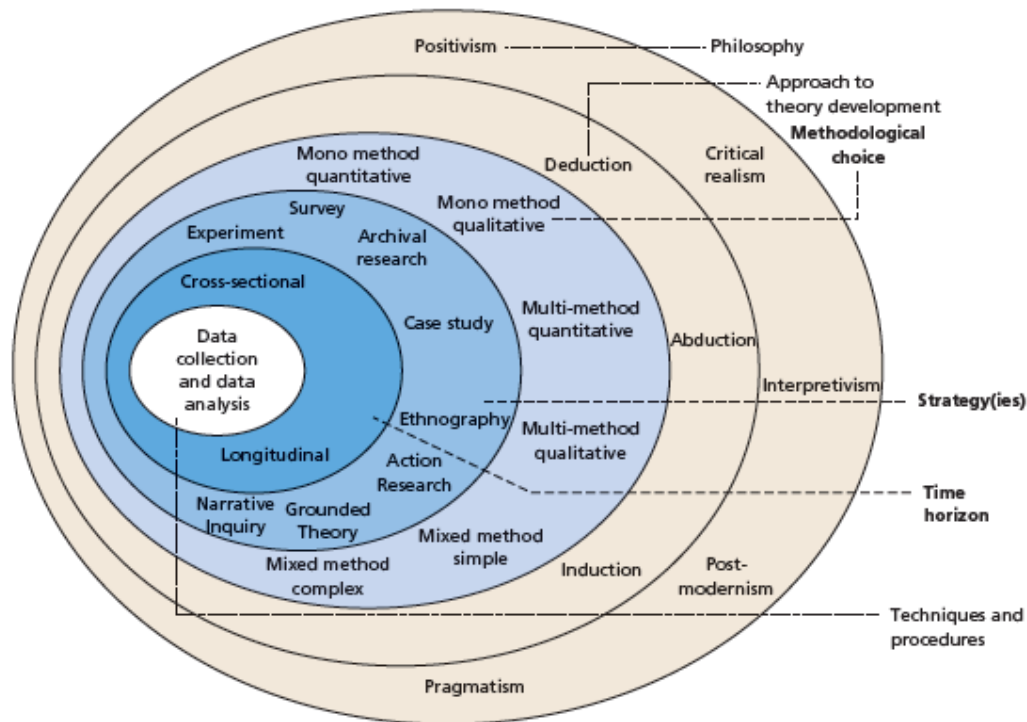 Positivism
Philosophy
Approach to
theory development
Methodological
choice
Critical
realism
Deduction
Mono method
quantitative
Mono method
qualitative
Survey
Experiment
Archival
research
Cross-sectional
Case study
Multi-method
quantitative
Abduction
Data
collection
and data
analysis
Interpretivism
Strategy(ies)
Ethnography
Multi-method
qualitative
Longitudinal
Action
Research
Time
horizon
Narrative
Inquiry
Grounded
Theory
Mixed method
simple
Mixed method
complex
Induction
Post-
modernism
Techniques and
procedures
Pragmatism